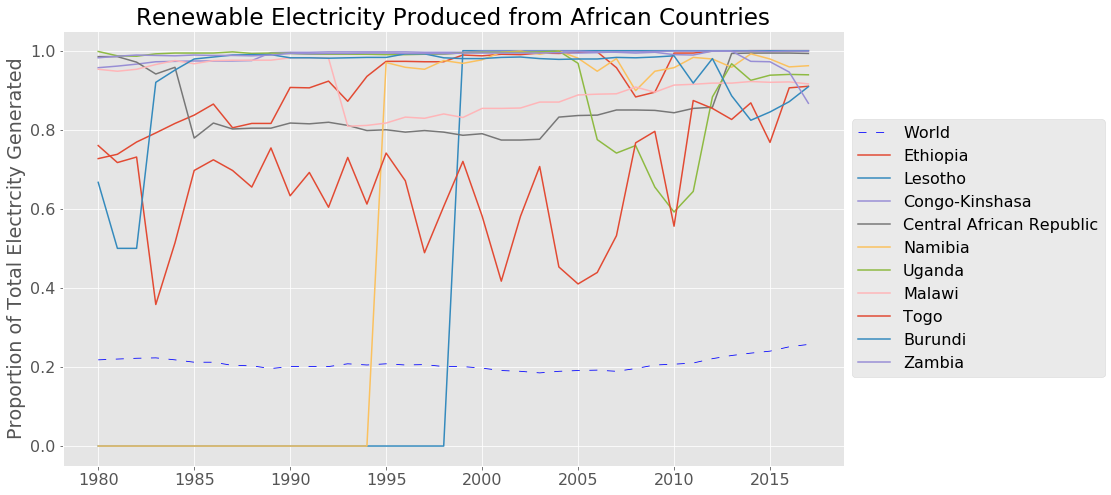 Renewable Electricity Produced from African Countries
Proportion of Total Electrcity Generated
1.0
0.8
0.6
0.4
0.2
0.0
1980 1985 1990 1995 2000 2005 2010 2015
World
Ethiopia
Lesotho
Congo-Kinshasa
Central African Republic
Namibia
Uganda
Malawi
Togo
Burundi
Zambia